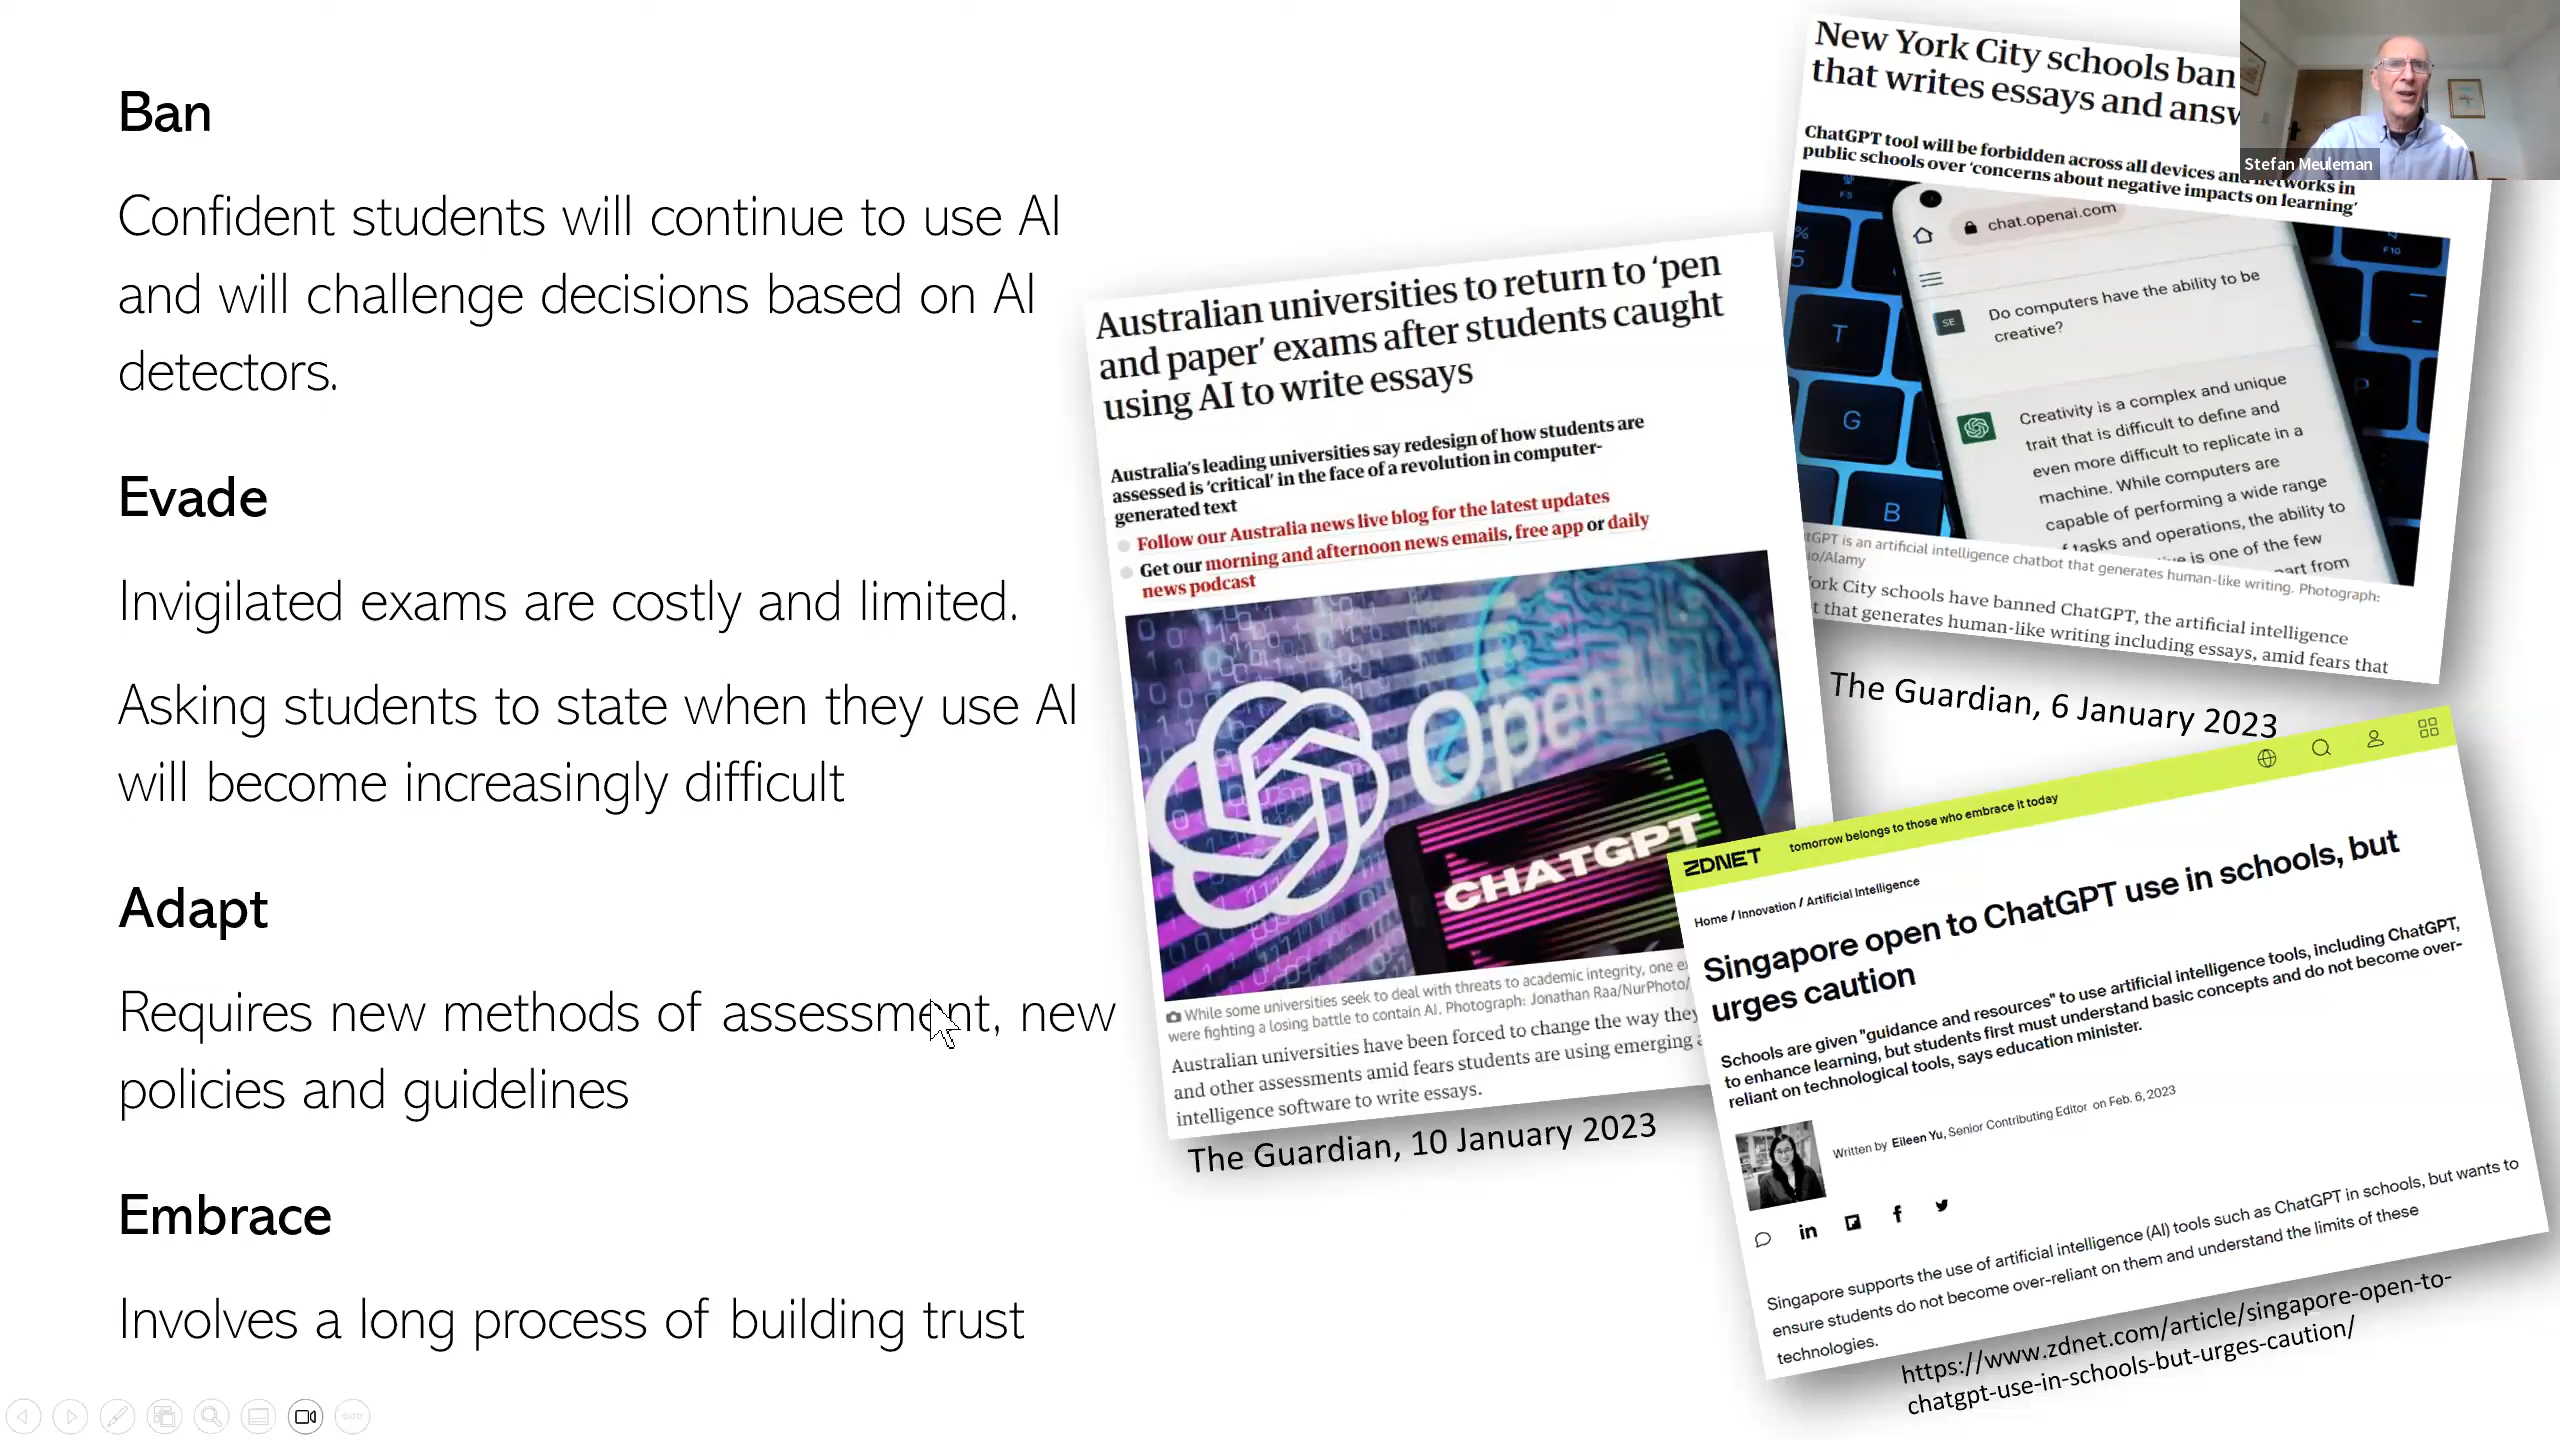 Ban
Confident students will continue to use AI
and will challenge decisions based on AI
detectors.
Evade
Invigilated exams are costly and limited.
Asking students to state when they use AI
will become increasingly difficult
Adapt
Requires new methods of assessment, new
policies and guidelines
Embrace
Involves a long process of building trust
Australian universities to return to ‘pen
and paper’ exams after students caught
using AI to write essays
Australia’s leading universities say redesign of how students are
assessed is ‘critical’ in the face of a revolution in computer-
generated text
Follow our Australia news live blog for the latest updates
Get our morning and afternoon news emails, free app or daily
news podcast
Open
CHATGPT
While some universities seek to deal with threats to academic integrity, one
were fighting a losing battle to contain AI. Photograph: Jonathan Raa/NurPhoto/
Australian universities have been forced to change the way they
and other assessments amid fears students are using emerging
intelligence software to write essays.
The Guardian, 10 January 2023
New York City schools ban
that writes essays and
ChatGPT tool will be forbidden across all devices and networks in
public schools over ‘concerns about negative impacts on learning’
Stefan Meuleman
F5
F10
%
5
T
G
B
P
chat.openai.com
SE
Do computers have the ability to be
creative?
Creativity is a complex and unique
trait that is difficult to define and
even more difficult to replicate in a
machine. While computers are
capable of performing a wide range
tasks and operations, the ability to
is one of the few
part from
GPT is an artificial intelligence chatbot that generates human-like writing. Photograph:
io/Alamy
ork City schools have banned ChatGPT, the artificial intelligence
t that generates human-like writing including essays, amid fears that
The Guardian, 6 January 2023
ZDNET tomorrow belongs to those who embrace it today
Home / Innovation / Artificial Intelligence
Singapore open to ChatGPT use in schools, but
urges caution
Schools are given "guidance and resources" to use artificial intelligence tools, including ChatGPT,
to enhance learning, but students first must understand basic concepts and do not become over-
reliant on technological tools, says education minister.
Written by Eileen Yu, Senior Contributing Editor on Feb. 6, 2023
Singapore supports the use of artificial intelligence (AI) tools such as ChatGPT in schools, but wants to
ensure students do not become over-reliant on them and understand the limits of these
technologies.
https://www.zdnet.com/article/singapore-open-to-
chatgpt-use-in-schools-but-urges-caution/